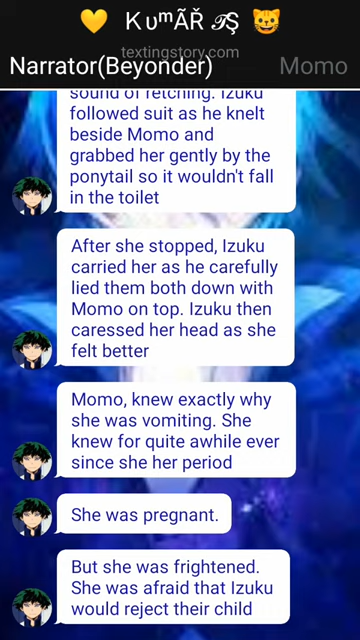 💛 KυᵐÃŘ 𝒯Ş 😺
textingstory.com
Narrator(Beyonder) Momo
sound of retching. Izuku
followed suit as he knelt
beside Momo and
grabbed her gently by the
ponytail so it wouldn't fall
in the toilet
After she stopped, Izuku
carried her as he carefully
lied them both down with
Momo on top. Izuku then
caressed her head as she
felt better
Momo, knew exactly why
she was vomiting. She
knew for quite awhile ever
since she her period
She was pregnant.
But she was frightened.
She was afraid that Izuku
would reject their child